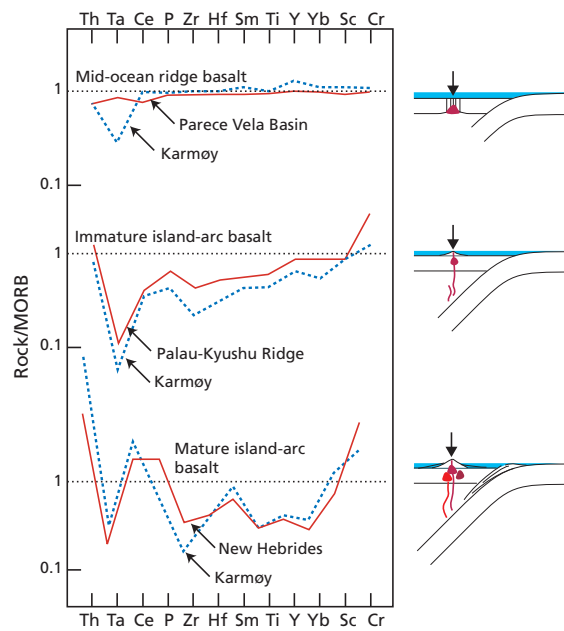 Th Ta Ce P Zr Hf Sm Ti Y Yb Sc Cr
Mid-ocean ridge basalt
1
Parece Vela Basin
Karmøy
0.1
Immature island-arc basalt
1
Rock/MORB
0.1
Palau-Kyushu Ridge
Karmøy
Mature island-arc
basalt
1
New Hebrides
Karmøy
0.1
Th Ta Ce P Zr Hf Sm Ti Y Yb Sc Cr